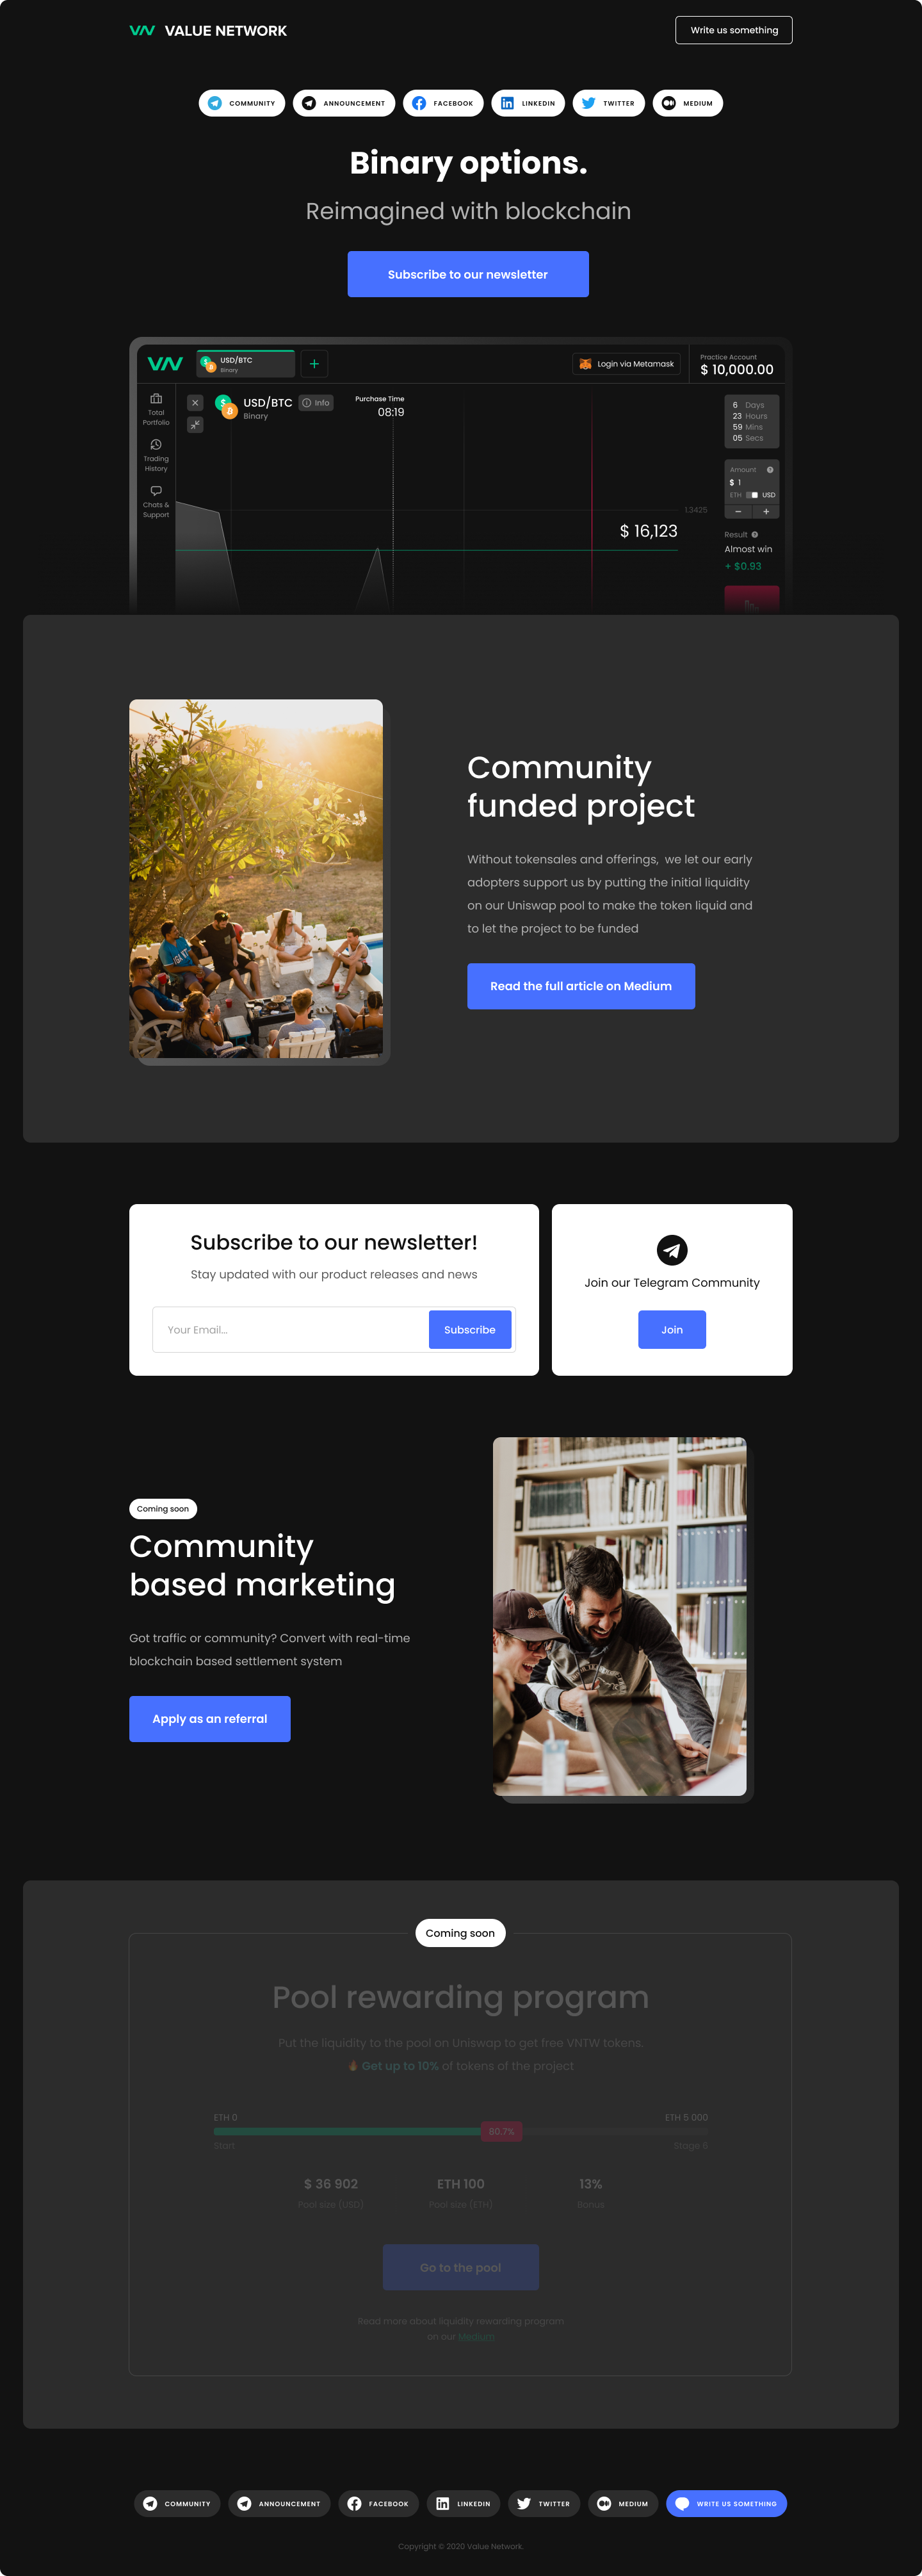 VALUE NETWORK
Write us something
COMMUNITY
ANNOUNCEMENT
FACEBOOK
LINKEDIN
TWITTER
MEDIUM
Binary options.
Reimagined with blockchain
Subscribe to our newsletter
USD/BTC
Binary
+
Login via Metamask
Practice Account
$ 10,000.00
Total
Portfolio
Trading
History
Chats &
Support
USD/BTC
Binary
Info
Purchase Time
08:19
1.3425
$ 16,123
6 Days
23 Hours
59 Mins
05 Secs
Amount
$ 1
ETH USD
− +
Result
Almost win
+ $0.93
Community
funded project
Without tokensales and offerings, we let our early
adopters support us by putting the initial liquidity
on our Uniswap pool to make the token liquid and
to let the project to be funded
Read the full article on Medium
Subscribe to our newsletter!
Stay updated with our product releases and news
Your Email...
Subscribe
Join our Telegram Community
Join
Coming soon
Community
based marketing
Got traffic or community? Convert with real-time
blockchain based settlement system
Apply as an referral
Coming soon
Pool rewarding program
Put the liquidity to the pool on Uniswap to get free VNTW tokens.
🔥 Get up to 10% of tokens of the project
ETH 0
ETH 5 000
60.7%
Start
Stage 6
$ 36 902
ETH 100
13%
Pool size (USD)
Pool size (ETH)
Bonus
Go to the pool
Read more about liquidity rewarding program
on our Medium
COMMUNITY
ANNOUNCEMENT
FACEBOOK
LINKEDIN
TWITTER
MEDIUM
WRITE US SOMETHING
Copyright © 2020 Value Network.